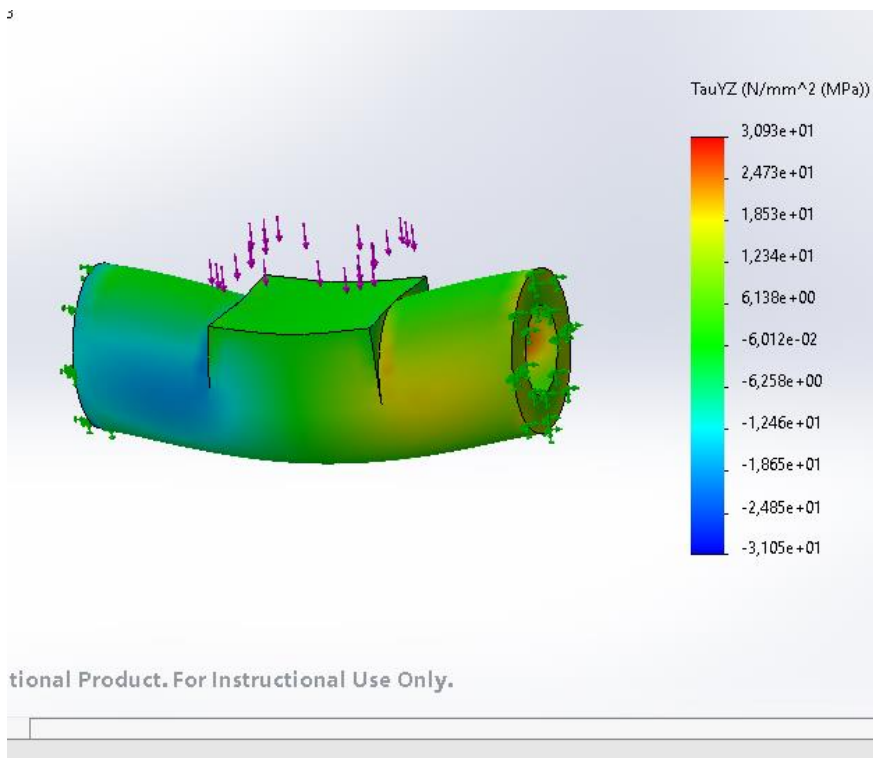 TauYZ (N/mm^2 (MPa))
3,093e+01
2,473e+01
1,853e+01
1,234e+01
6,138e+00
-6,012e-02
-6,258e+00
-1,246e+01
-1,865e+01
-2,485e+01
-3,105e+01
tional Product. For Instructional Use Only.